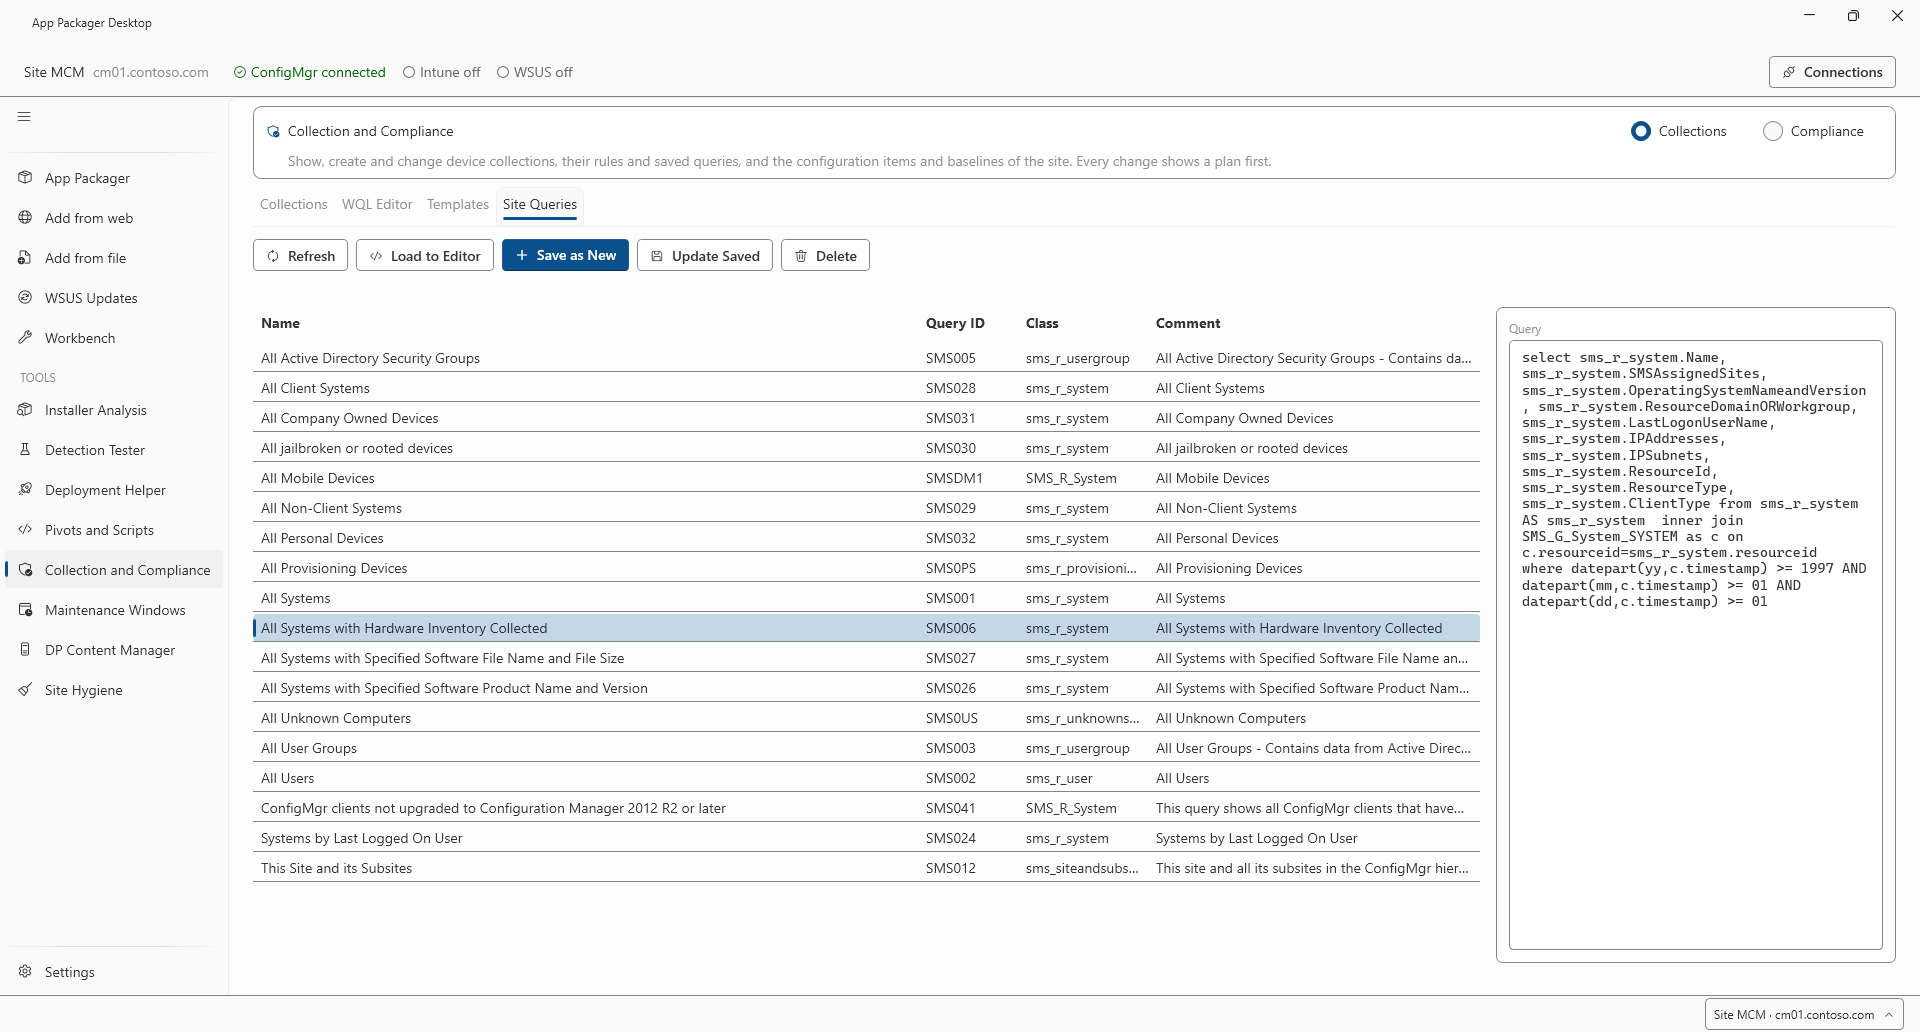 App Packager Desktop
Site MCM cm01.contoso.com ConfigMgr connected Intune off WSUS off Connections
App Packager
Add from web
Add from file
WSUS Updates
Workbench
TOOLS
Installer Analysis
Detection Tester
Deployment Helper
Pivots and Scripts
Collection and Compliance
Maintenance Windows
DP Content Manager
Site Hygiene
Settings
Collection and Compliance Collections Compliance
Show, create and change device collections, their rules and saved queries, and the configuration items and baselines of the site. Every change shows a plan first.
Collections WQL Editor Templates Site Queries
Refresh Load to Editor Save as New Update Saved Delete
Name Query ID Class Comment
All Active Directory Security Groups SMS005 sms_r_usergroup All Active Directory Security Groups - Contains da...
All Client Systems SMS028 sms_r_system All Client Systems
All Company Owned Devices SMS031 sms_r_system All Company Owned Devices
All jailbroken or rooted devices SMS030 sms_r_system All jailbroken or rooted devices
All Mobile Devices SMSDM1 SMS_R_System All Mobile Devices
All Non-Client Systems SMS029 sms_r_system All Non-Client Systems
All Personal Devices SMS032 sms_r_system All Personal Devices
All Provisioning Devices SMS0PS sms_r_provisioni... All Provisioning Devices
All Systems SMS001 sms_r_system All Systems
All Systems with Hardware Inventory Collected SMS006 sms_r_system All Systems with Hardware Inventory Collected
All Systems with Specified Software File Name and File Size SMS027 sms_r_system All Systems with Specified Software File Name an...
All Systems with Specified Software Product Name and Version SMS026 sms_r_system All Systems with Specified Software Product Nam...
All Unknown Computers SMS0US sms_r_unknowns... All Unknown Computers
All User Groups SMS003 sms_r_usergroup All User Groups - Contains data from Active Direc...
All Users SMS002 sms_r_user All Users
ConfigMgr clients not upgraded to Configuration Manager 2012 R2 or later SMS041 SMS_R_System This query shows all ConfigMgr clients that have...
Systems by Last Logged On User SMS024 sms_r_system Systems by Last Logged On User
This Site and its Subsites SMS012 sms_siteandsubs... This site and all its subsites in the ConfigMgr hier...
Query
select sms_r_system.Name,
sms_r_system.SMSAssignedSites,
sms_r_system.OperatingSystemNameandVersion
, sms_r_system.ResourceDomainORWorkgroup,
sms_r_system.LastLogonUserName,
sms_r_system.IPAddresses,
sms_r_system.IPSubnets,
sms_r_system.ResourceId,
sms_r_system.ResourceType,
sms_r_system.ClientType from sms_r_system
AS sms_r_system  inner join
SMS_G_System_SYSTEM as c on
c.resourceid=sms_r_system.resourceid
where datepart(yy,c.timestamp) >= 1997 AND
datepart(mm,c.timestamp) >= 01 AND
datepart(dd,c.timestamp) >= 01
Site MCM · cm01.contoso.com